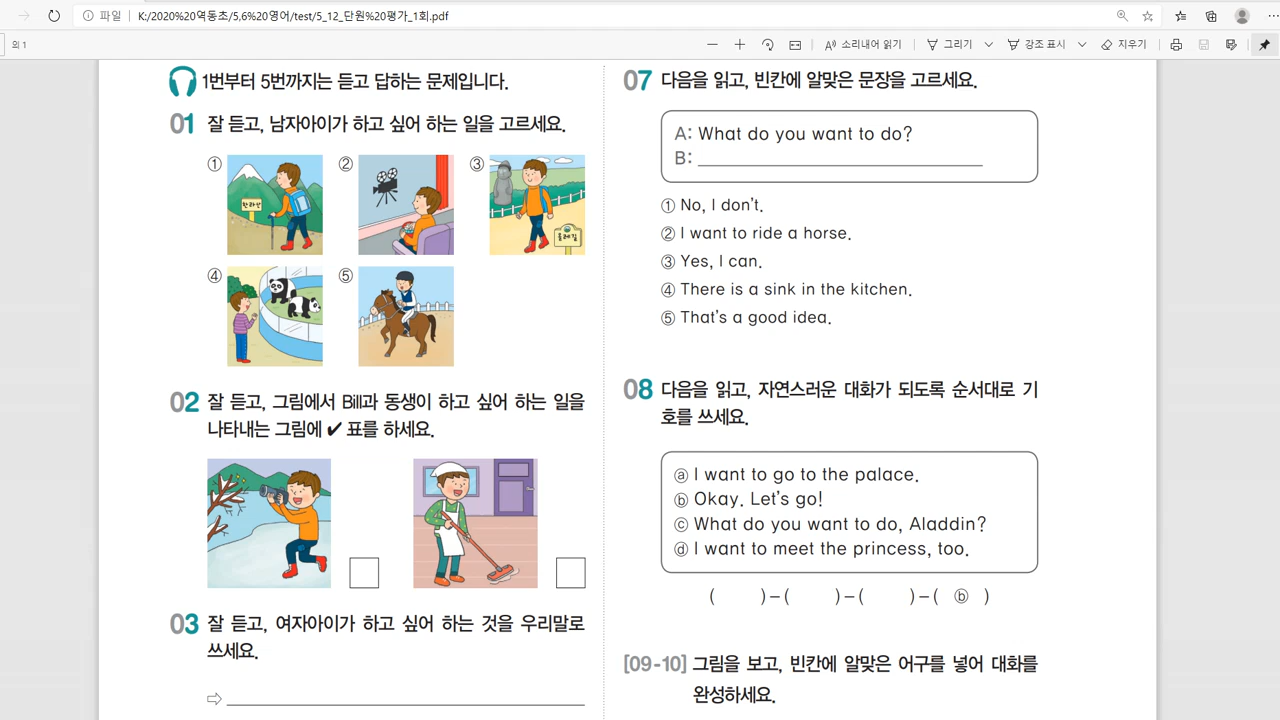 파일
K:/2020%20역동초/5,6%20영어/test/5_12_단원%20평가_1회.pdf
의 1
소리내어 읽기
그리기
강조 표시
지우기
1번부터 5번까지는 듣고 답하는 문제입니다.
01 잘 듣고, 남자아이가 하고 싶어 하는 일을 고르세요.
①
한라산
②
③
올레길
④
⑤
02 잘 듣고, 그림에서 Bill과 동생이 하고 싶어 하는 일을
나타내는 그림에 ✔ 표를 하세요.
03 잘 듣고, 여자아이가 하고 싶어 하는 것을 우리말로
쓰세요.
⇨
07 다음을 읽고, 빈칸에 알맞은 문장을 고르세요.
A: What do you want to do?
B:
① No, I don't.
② I want to ride a horse.
③ Yes, I can.
④ There is a sink in the kitchen.
⑤ That's a good idea.
08 다음을 읽고, 자연스러운 대화가 되도록 순서대로 기
호를 쓰세요.
ⓐ I want to go to the palace.
ⓑ Okay. Let's go!
ⓒ What do you want to do, Aladdin?
ⓓ I want to meet the princess, too.
( )–( )–( )–( ⓑ )
[09-10] 그림을 보고, 빈칸에 알맞은 어구를 넣어 대화를
완성하세요.